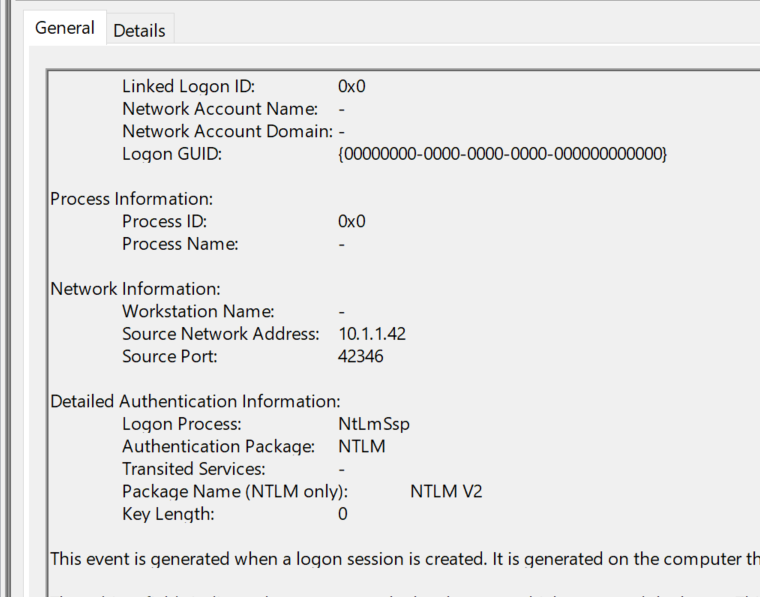 General
Details
Linked Logon ID: 0x0
Network Account Name: -
Network Account Domain: -
Logon GUID: {00000000-0000-0000-0000-000000000000}
Process Information:
Process ID: 0x0
Process Name: -
Network Information:
Workstation Name: -
Source Network Address: 10.1.1.42
Source Port: 42346
Detailed Authentication Information:
Logon Process: NtLmSsp
Authentication Package: NTLM
Transited Services: -
Package Name (NTLM only): NTLM V2
Key Length: 0
This event is generated when a logon session is created. It is generated on the computer th